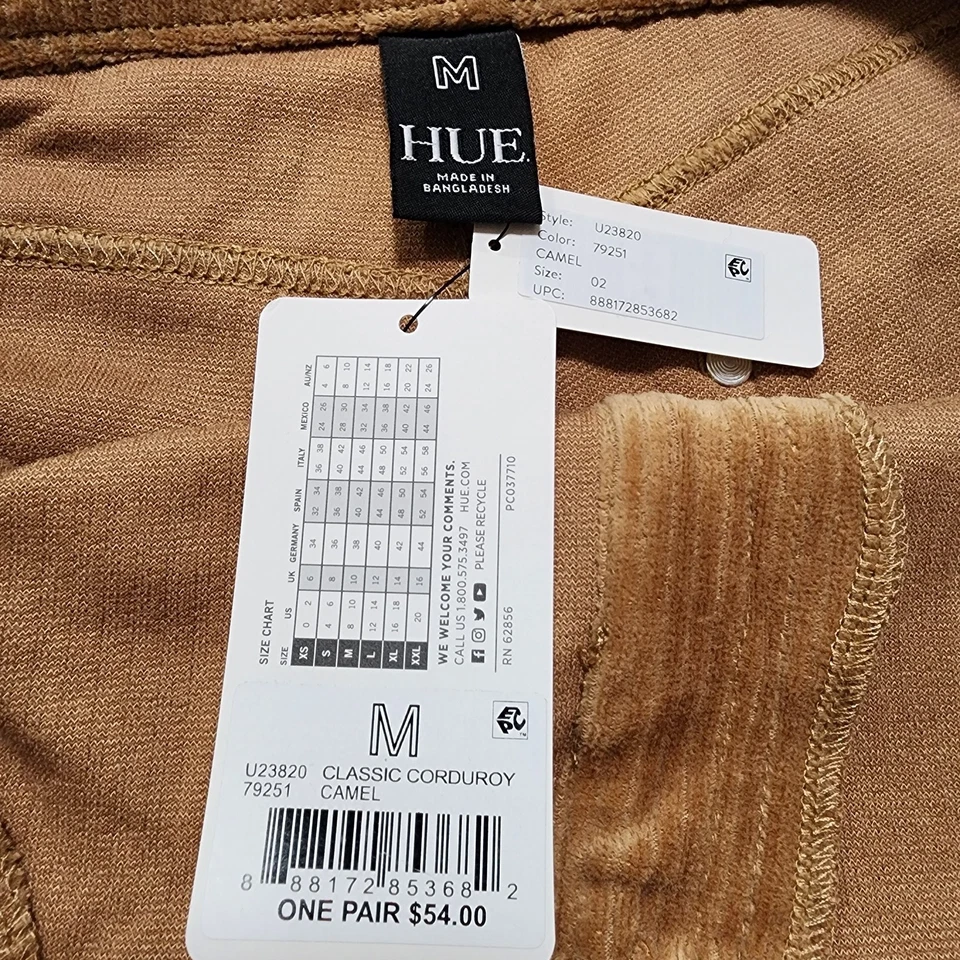 M
HUE.
MADE IN
BANGLADESH
Style: U23820
Color: 79251
CAMEL
Size: 02
UPC: 888172853682
EPC
SIZE CHART
SIZE US UK GERMANY SPAIN ITALY MEXICO AU/NZ
XS 0 2 6 34 32 34 36 38 24 26 4 6
S 4 6 8 36 36 38 40 42 28 30 8 10
M 8 10 10 38 40 42 44 46 32 34 12 14
L 12 14 12 40 44 46 48 50 36 38 16 18
XL 16 18 14 42 48 50 52 54 40 42 20 22
XXL 20 16 44 52 54 56 58 44 46 24 26
WE WELCOME YOUR COMMENTS.
CALL US 1.800.575.3497 HUE.COM
PLEASE RECYCLE
RN 62856 PC037710
M
EPC™
U23820 CLASSIC CORDUROY
79251 CAMEL
8 88172 85368 2
ONE PAIR $54.00